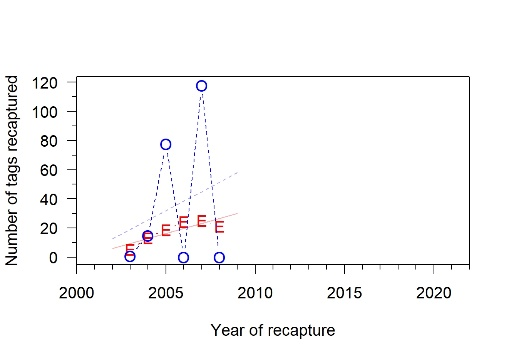 Number of tags recaptured
120
100
80
60
40
20
0
O O O O O O
E E E E E E
2000 2005 2010 2015 2020
Year of recapture